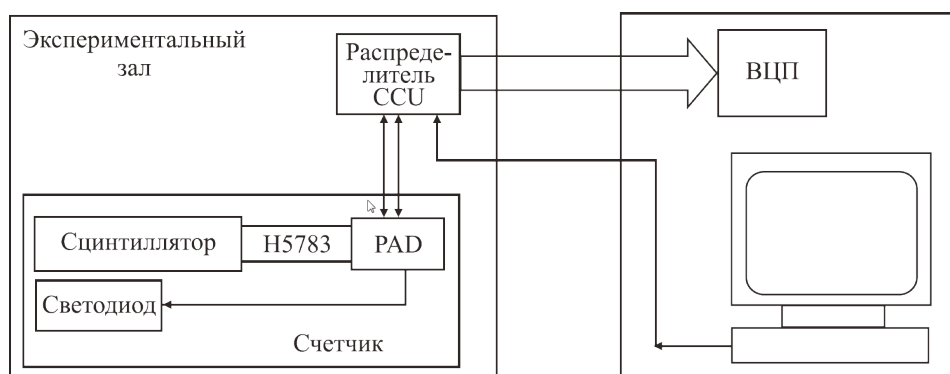 Экспериментальный
зал
Распреде-
литель
CCU
ВЦП
Сцинтиллятор
H5783
PAD
Светодиод
Счетчик